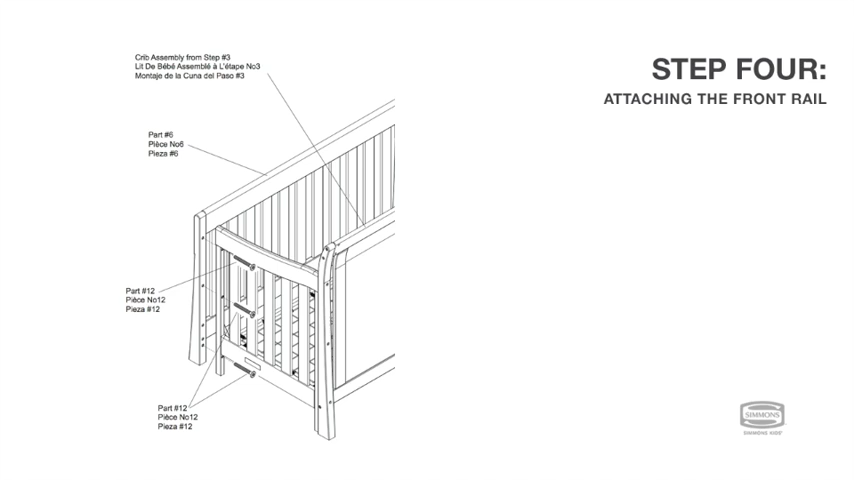 Crib Assembly from Step #3
Lit De Bébé Assemblé à L'étape No3
Montaje de la Cuna del Paso #3
STEP FOUR:
ATTACHING THE FRONT RAIL
Part #6
Pièce No6
Pieza #6
Part #12
Pièce No12
Pieza #12
Part #12
Pièce No12
Pieza #12
SIMMONS
SIMMONS KIDS